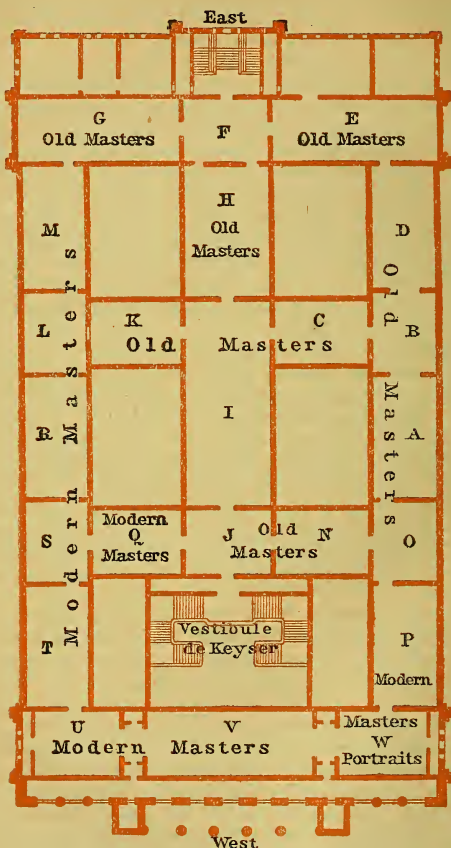 East
G
Old Masters
F
E
Old Masters
M
H
Old
Masters
D
L
K
Old
Masters
C
B
Old Masters
R
I
A
Modern Masters
S
Modern
Q
Masters
J
Old
Masters
N
O
T
Vestibule
de Keyser
P
Modern
Masters
W
Portraits
U
Modern
V
Masters
West